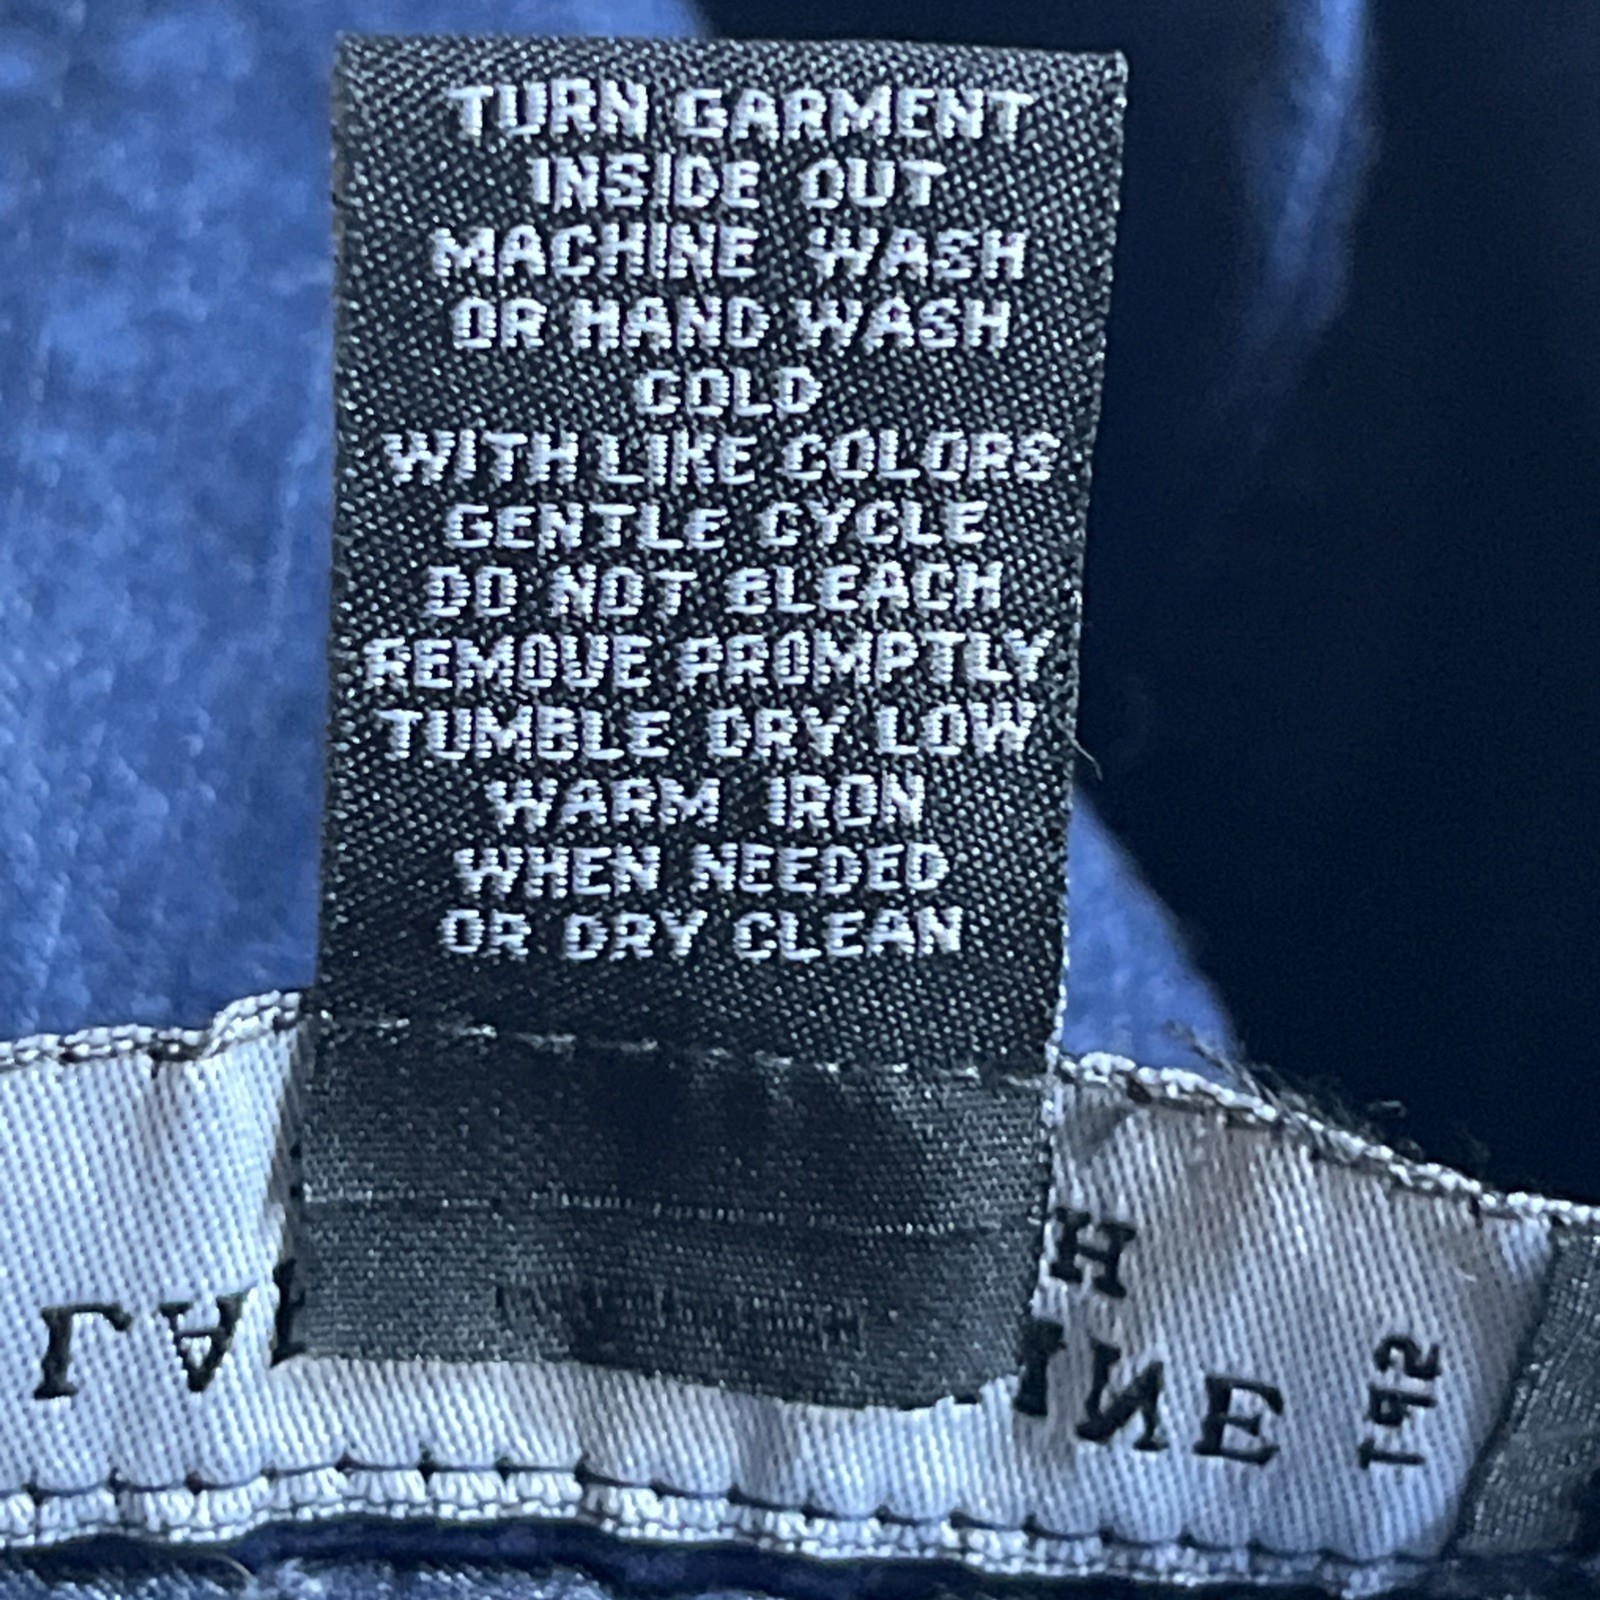 TURN GARMENT
INSIDE OUT
MACHINE WASH
OR HAND WASH
COLD
WITH LIKE COLORS
GENTLE CYCLE
DO NOT BLEACH
REMOVE PROMPTLY
TUMBLE DRY LOW
WARM IRON
WHEN NEEDED
OR DRY CLEAN